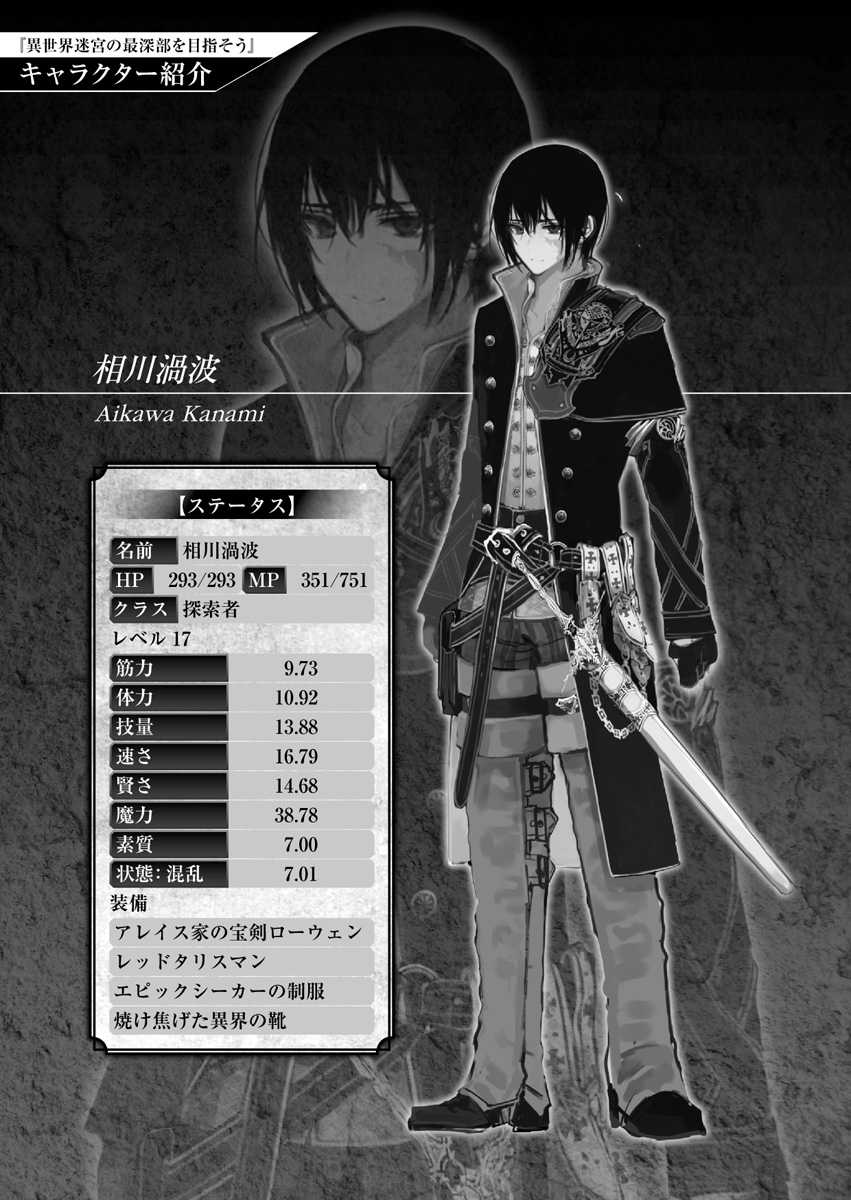 『異世界迷宮の最深部を目指そう』
キャラクター紹介
相川渦波
Aikawa Kanami
【ステータス】
名前 相川渦波
HP 293/293 MP 351/751
クラス 探索者
レベル 17
筋力 9.73
体力 10.92
技量 13.88
速さ 16.79
賢さ 14.68
魔力 38.78
素質 7.00
状態:混乱 7.01
装備
アレイス家の宝剣ローウェン
レッドタリスマン
エピックシーカーの制服
焼け焦げた異界の靴